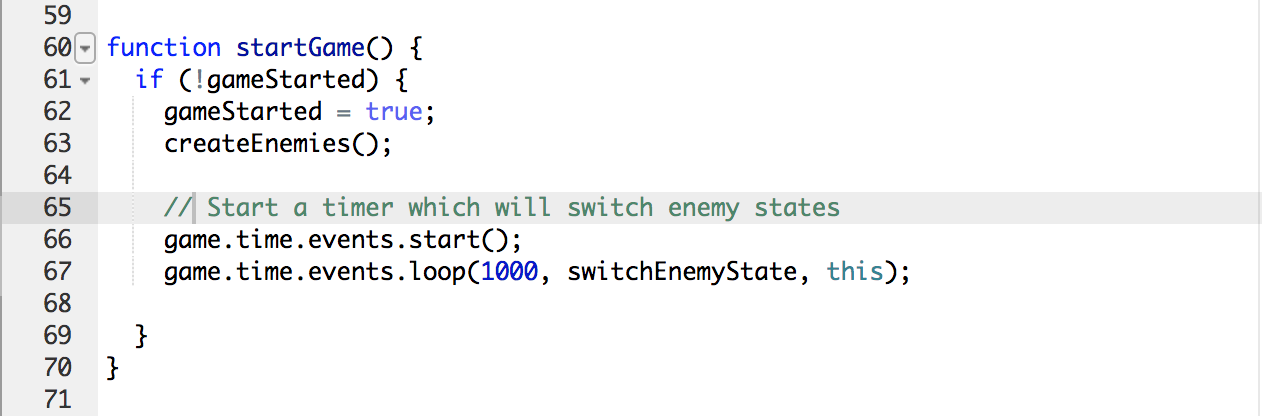 59
60 function startGame() {
61   if (!gameStarted) {
62     gameStarted = true;
63     createEnemies();
64
65     // Start a timer which will switch enemy states
66     game.time.events.start();
67     game.time.events.loop(1000, switchEnemyState, this);
68
69   }
70 }
71